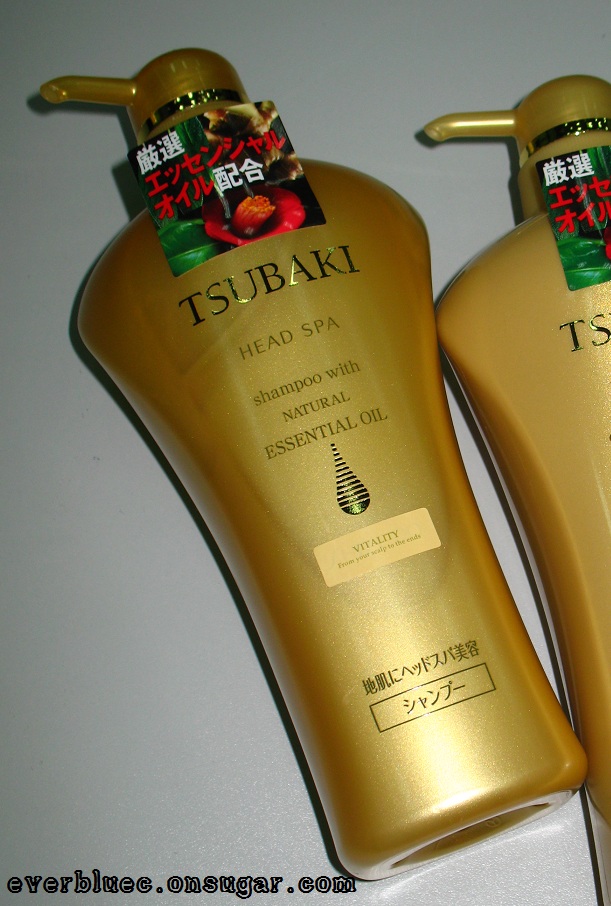 厳選
エッセンシャル
オイル配合
TSUBAKI
HEAD SPA
shampoo with
NATURAL
ESSENTIAL OIL
VITALITY
From your scalp to the ends
地肌にヘッドスパ美容
シャンプー
厳選
エッセ
オイル
TS
everbluec.onsugar.com